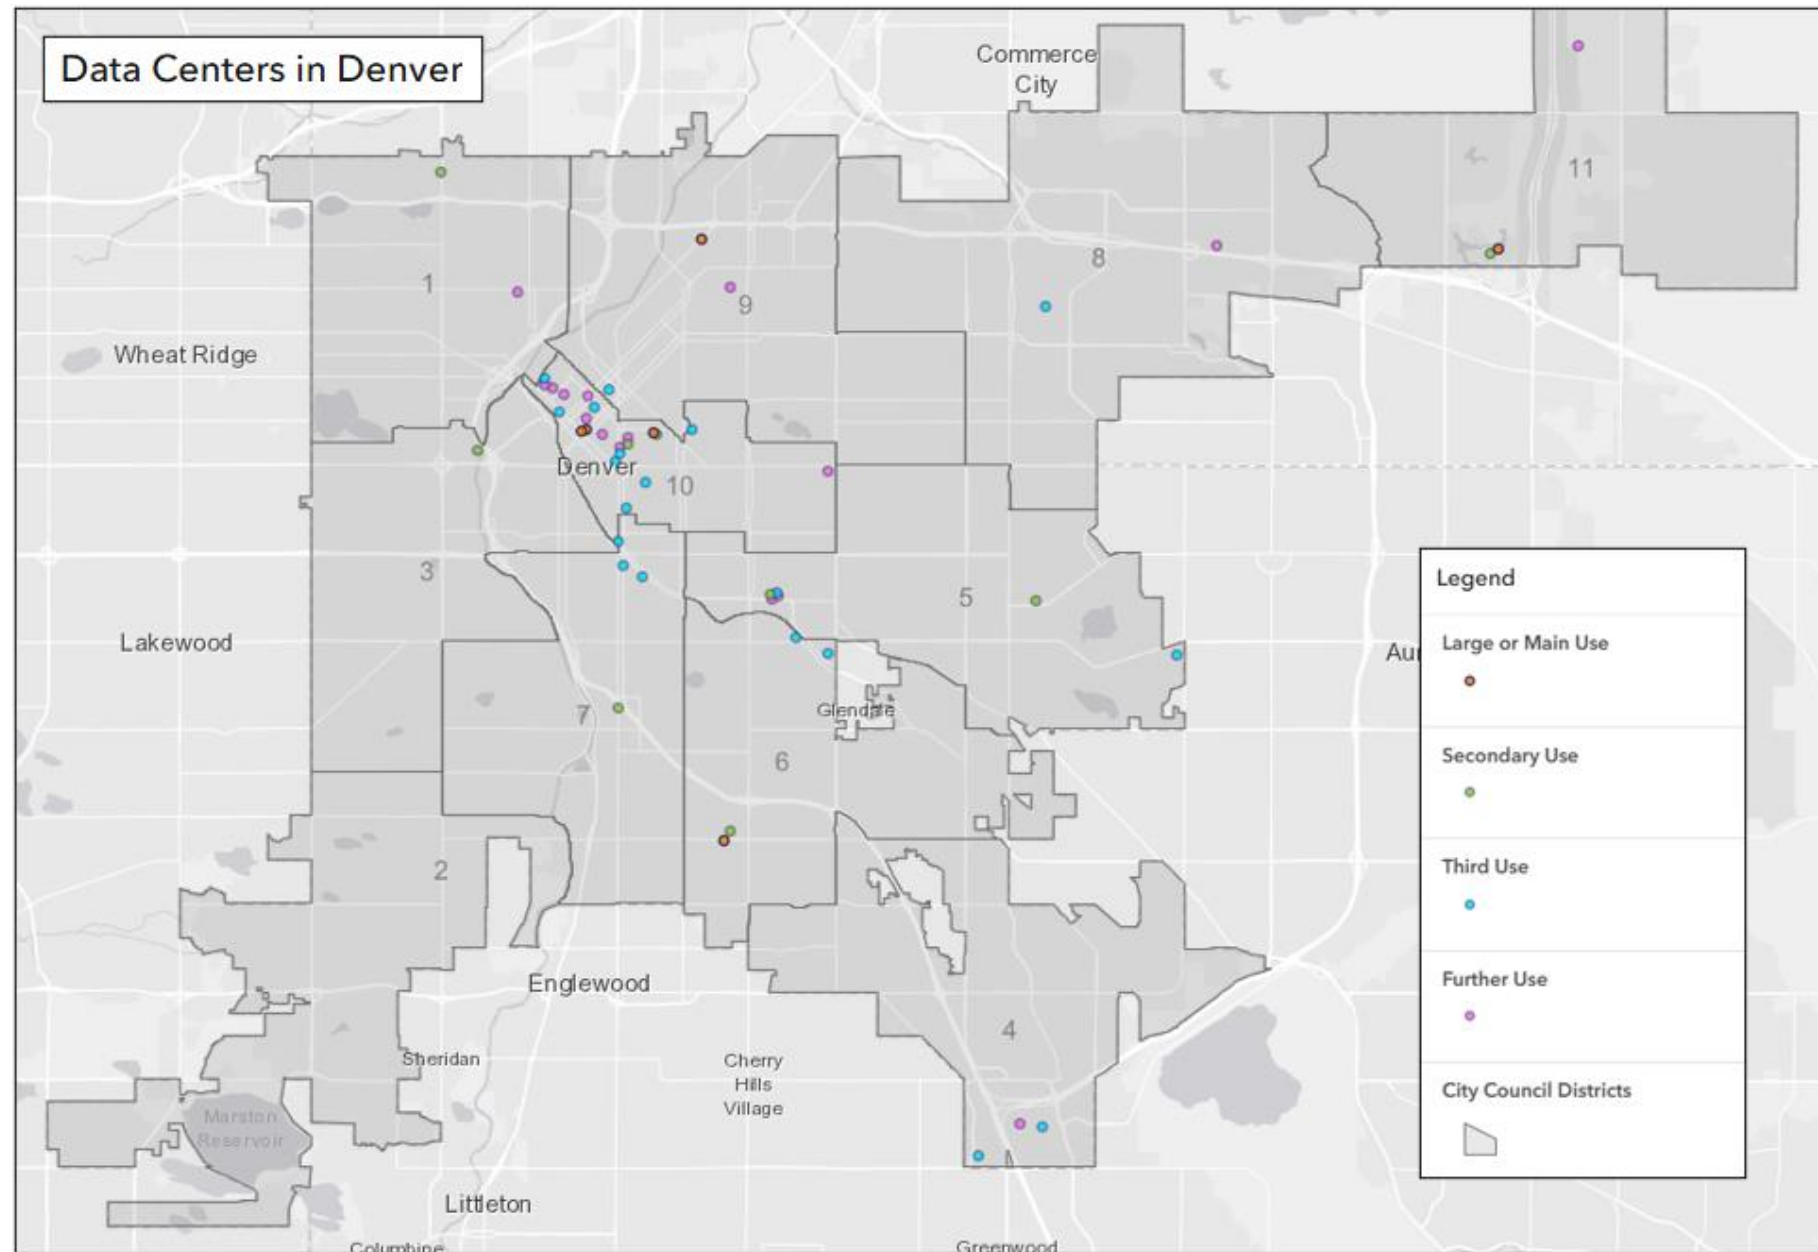 Data Centers in Denver
Commerce
City
11
8
1
9
Wheat Ridge
Denver
10
3
5
Lakewood
Glendale
7
6
2
Englewood
4
Sheridan
Cherry
Hills
Village
Marston
Reservoir
Littleton
Columbine
Greenwood
Au
Legend
Large or Main Use
Secondary Use
Third Use
Further Use
City Council Districts